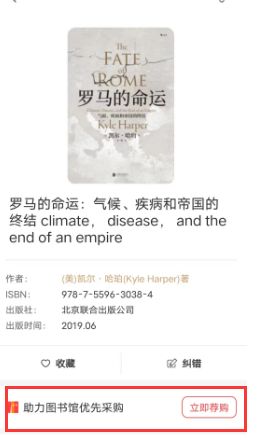 The
FATE
of
ROME
罗马的命运
Kyle Harper
罗马的命运：气候、疾病和帝国的
终结 climate， disease， and the
end of an empire
作者： (美)凯尔·哈珀(Kyle Harper)著
ISBN： 978-7-5596-3038-4
出版社： 北京联合出版公司
出版时间： 2019.06
收藏 纠错
助力图书馆优先采购 立即荐购